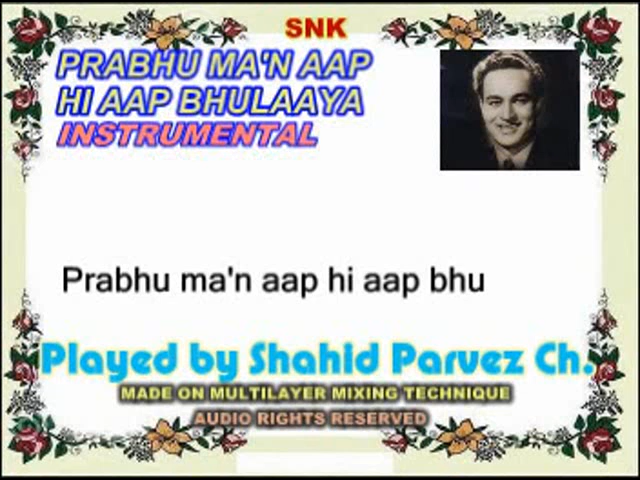 SNK
PRABHU MA'N AAP
HI AAP BHULAAYA
INSTRUMENTAL
Prabhu ma'n aap hi aap bhu
Played by Shahid Parvez Ch.
MADE ON MULTILAYER MIXING TECHNIQUE
AUDIO RIGHTS RESERVED